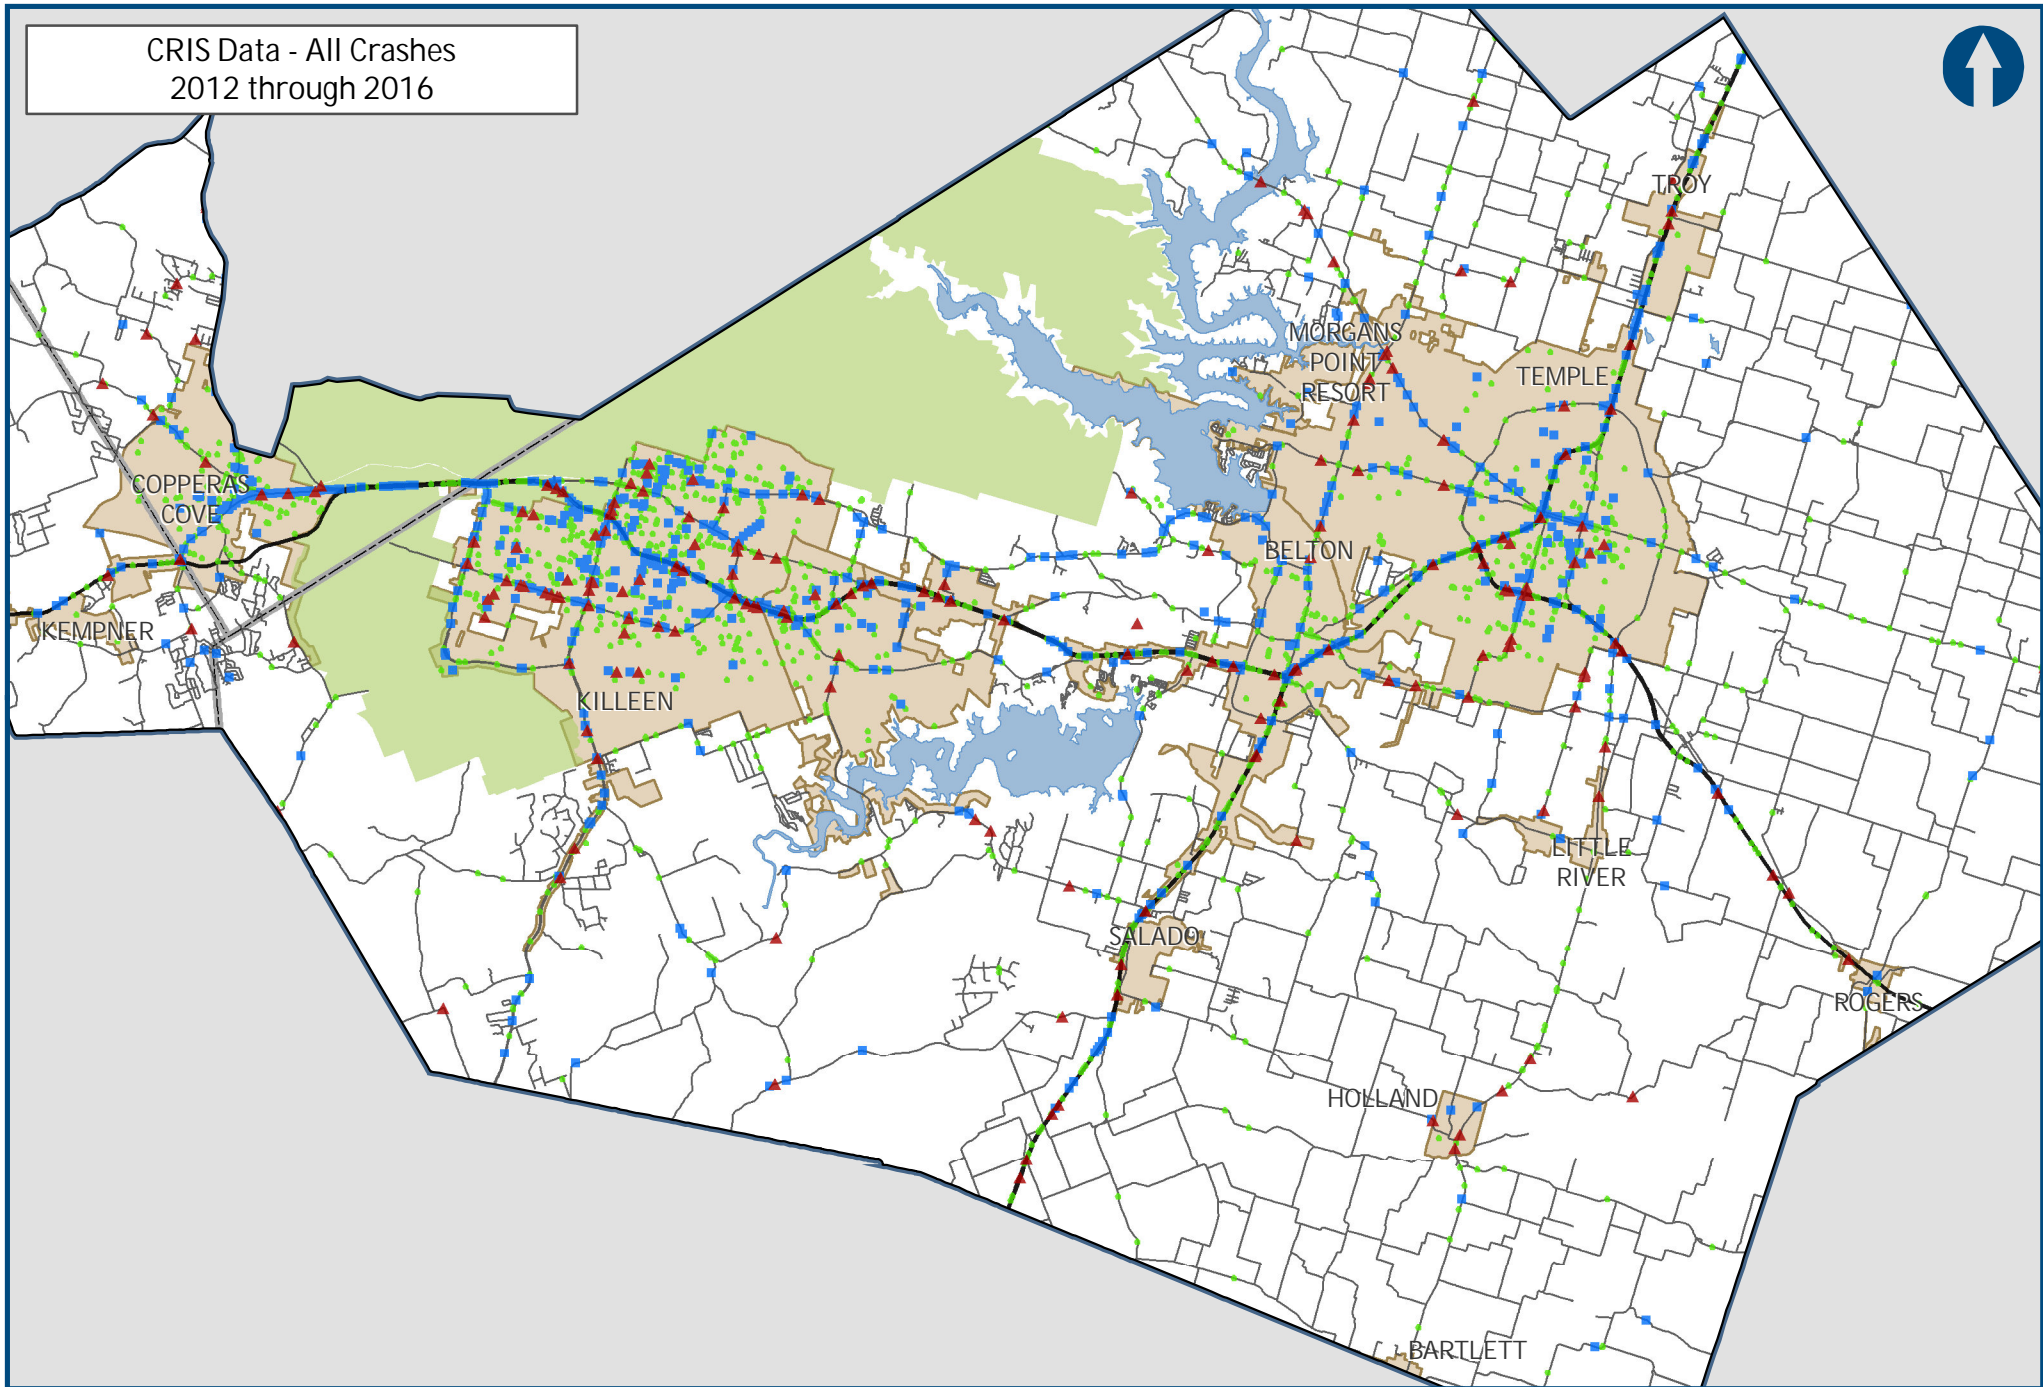 CRIS Data - All Crashes
2012 through 2016
TROY
MORGANS
POINT
RESORT
TEMPLE
COPPERAS
COVE
BELTON
KEMPNER
KILLEEN
LITTLE
RIVER
SALADO
ROGERS
HOLLAND
BARTLETT